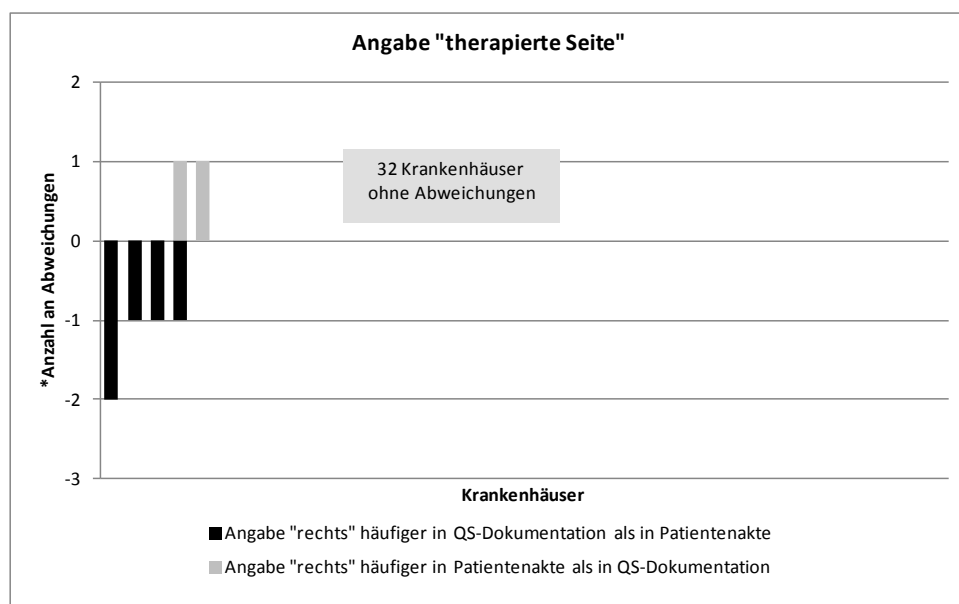 Angabe "therapierte Seite"
*Anzahl an Abweichungen
2
1
0
-1
-2
-3
32 Krankenhäuser
ohne Abweichungen
Krankenhäuser
Angabe "rechts" häufiger in QS-Dokumentation als in Patientenakte
Angabe "rechts" häufiger in Patientenakte als in QS-Dokumentation